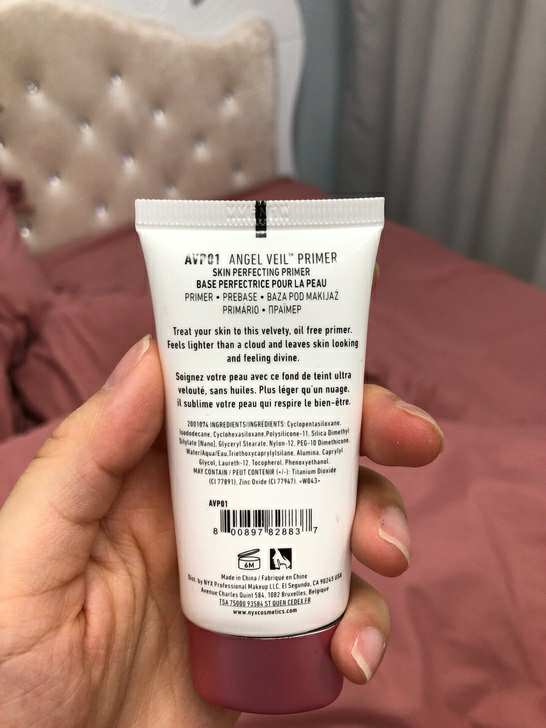 AVP01 ANGEL VEIL™ PRIMER
SKIN PERFECTING PRIMER
BASE PERFECTRICE POUR LA PEAU
PRIMER • PREBASE • BAZA POD MAKIJAŻ
PRIMARIO • ПРАЙМЕР
Treat your skin to this velvety, oil free primer.
Feels lighter than a cloud and leaves skin looking
and feeling divine.
Soignez votre peau avec ce fond de teint ultra
velouté, sans huiles. Plus léger qu'un nuage,
il sublime votre peau qui respire le bien-être.
2001074 INGREDIENTS/INGREDIENTS: Cyclopentasiloxane,
Isododecane, Cyclohexasiloxane, Polysilicone-11, Silica Dimethyl
Silylate [Nano], Glyceryl Stearate, Nylon-12, PEG-10 Dimethicone,
Water/Aqua/Eau, Triethoxycaprylylsilane, Alumina, Caprylyl
Glycol, Laureth-12, Tocopherol, Phenoxyethanol.
MAY CONTAIN / PEUT CONTENIR (+/-): Titanium Dioxide
(CI 77891), Zinc Oxide (CI 77947). <W043>
AVP01
8 00897 82883 7
6M
Made in China / Fabriqué en Chine
Dist. by NYX Professional Makeup LLC, El Segundo, CA 90245 USA
Avenue Charles Quint 584, 1082 Bruxelles, Belgique
TSA 75000 93584 ST OUEN CEDEX FR
www.nyxcosmetics.com